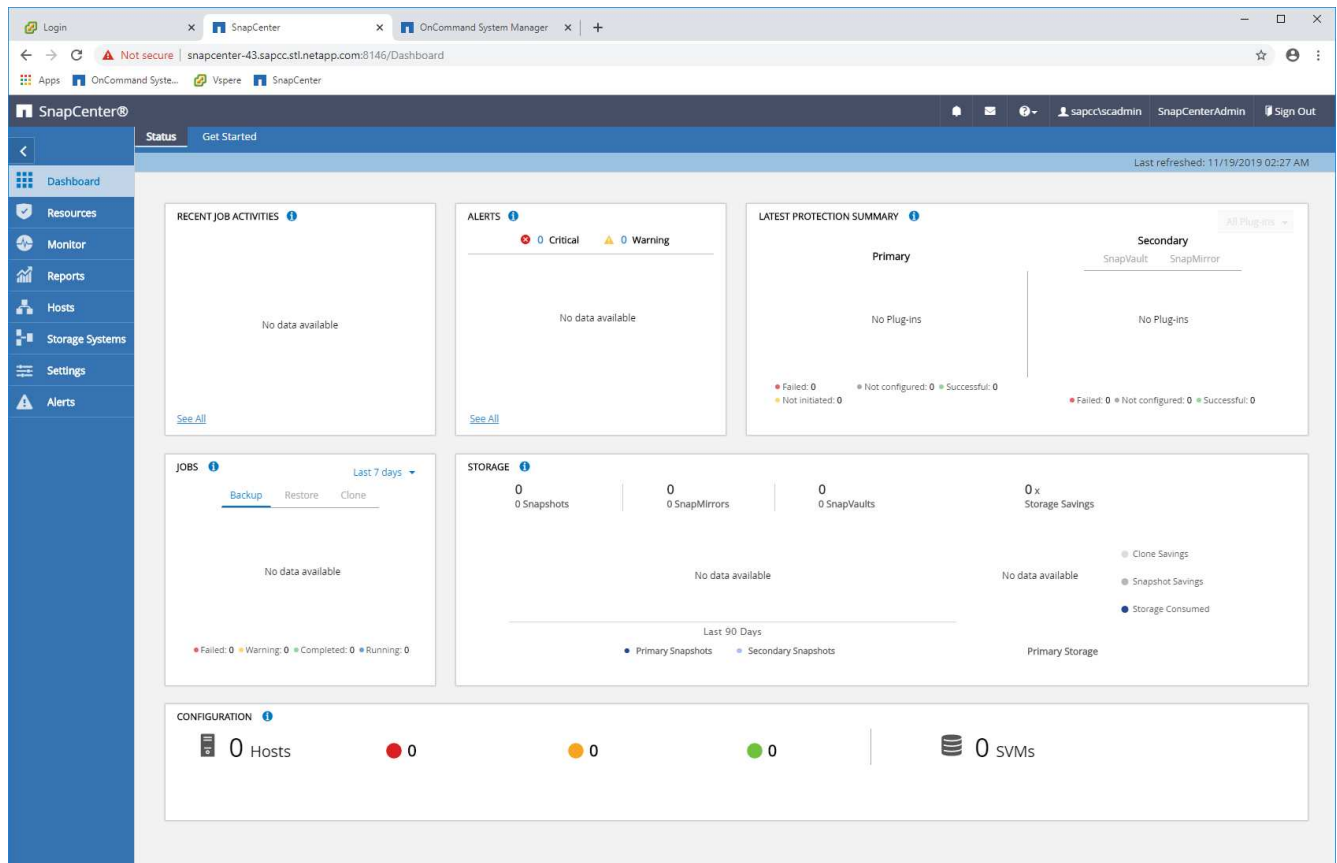 Login
SnapCenter
OnCommand System Manager
Not secure | snapcenter-43.sapcc.stl.netapp.com:8146/Dashboard
Apps OnCommand Syste... Vspere SnapCenter
SnapCenter®
sapcc\scadmin SnapCenterAdmin Sign Out
Status Get Started
Last refreshed: 11/19/2019 02:27 AM
Dashboard
Resources
Monitor
Reports
Hosts
Storage Systems
Settings
Alerts
RECENT JOB ACTIVITIES
No data available
See All
ALERTS
0 Critical 0 Warning
No data available
See All
LATEST PROTECTION SUMMARY
All Plug-ins
Primary
No Plug-ins
Failed: 0 Not configured: 0 Successful: 0
Not initiated: 0
Secondary
SnapVault SnapMirror
No Plug-ins
Failed: 0 Not configured: 0 Successful: 0
JOBS
Last 7 days
Backup Restore Clone
No data available
Failed: 0 Warning: 0 Completed: 0 Running: 0
STORAGE
0
0 Snapshots
0
0 SnapMirrors
0
0 SnapVaults
0 x
Storage Savings
No data available
Last 90 Days
Primary Snapshots Secondary Snapshots
No data available
Clone Savings
Snapshot Savings
Storage Consumed
Primary Storage
CONFIGURATION
0 Hosts 0 0 0 0 SVMs